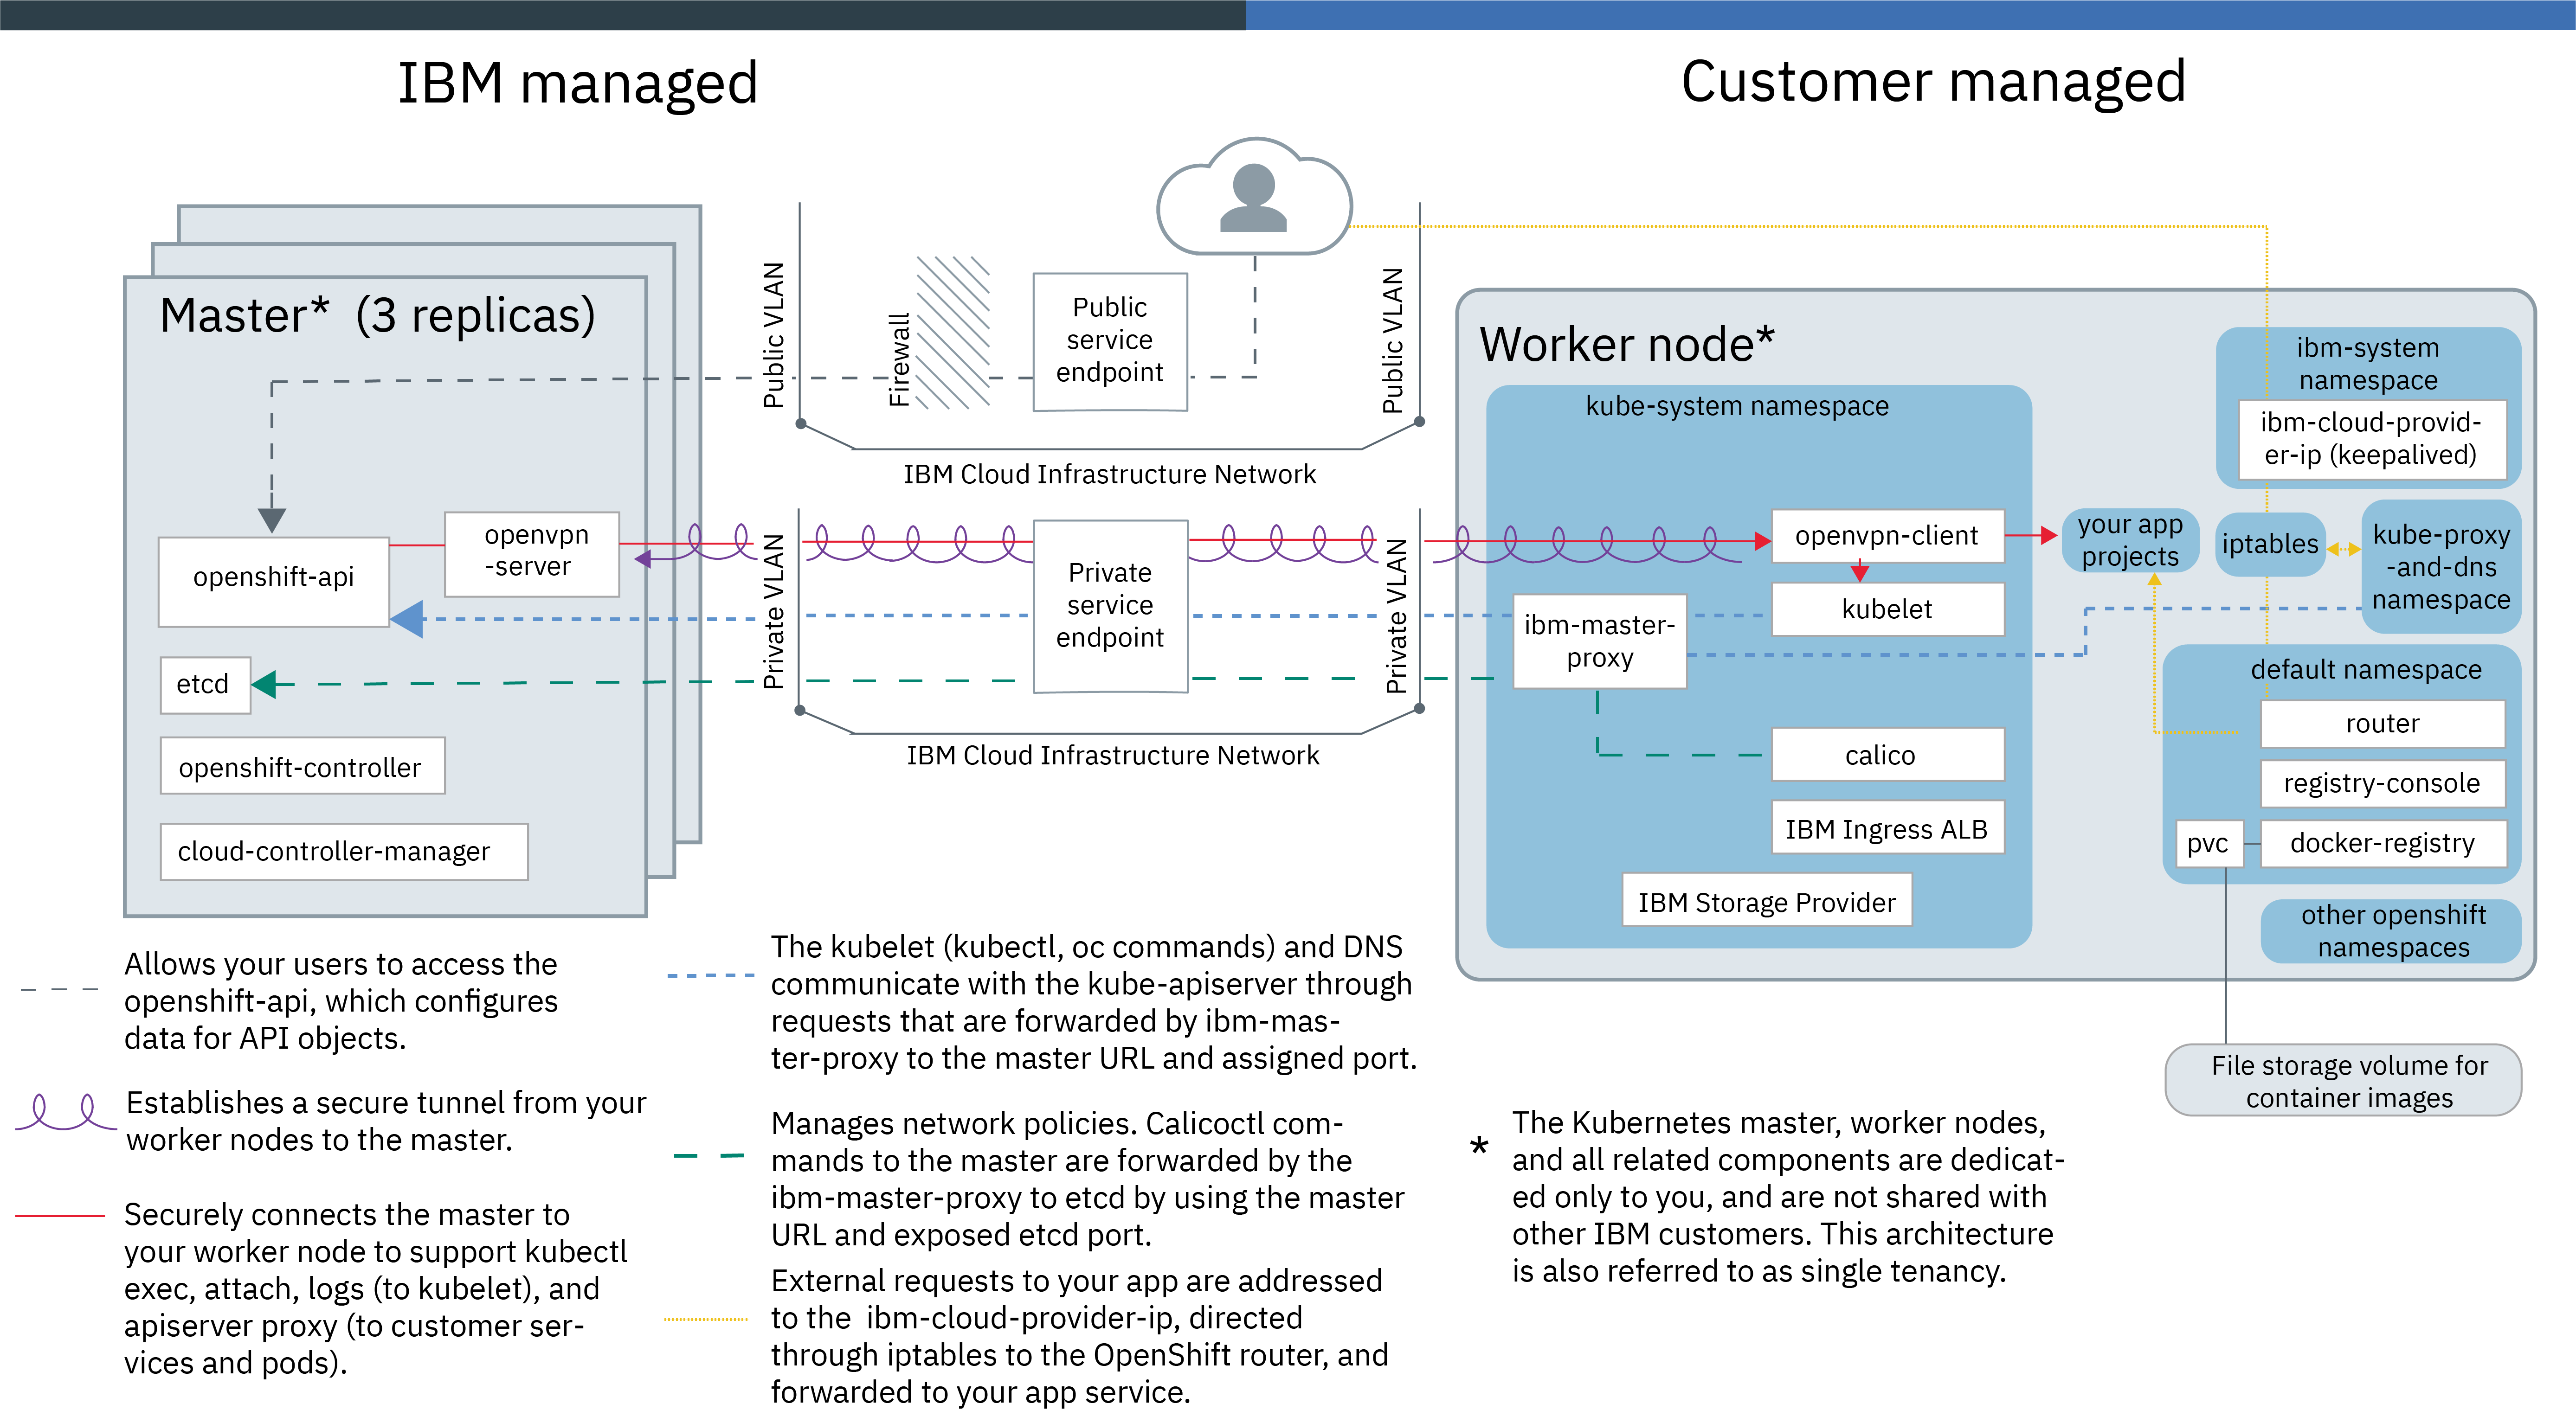 IBM managed
Customer managed
Master* (3 replicas)
openshift-api
openvpn
-server
etcd
openshift-controller
cloud-controller-manager
Public VLAN
Firewall
Public
service
endpoint
Public VLAN
IBM Cloud Infrastructure Network
Private VLAN
Private
service
endpoint
Private VLAN
IBM Cloud Infrastructure Network
Worker node*
kube-system namespace
openvpn-client
kubelet
ibm-master-
proxy
calico
IBM Ingress ALB
IBM Storage Provider
your app
projects
ibm-system
namespace
ibm-cloud-provid-
er-ip (keepalived)
iptables
kube-proxy
-and-dns
namespace
default namespace
router
registry-console
pvc
docker-registry
other openshift
namespaces
File storage volume for
container images
Allows your users to access the
openshift-api, which configures
data for API objects.
Establishes a secure tunnel from your
worker nodes to the master.
Securely connects the master to
your worker node to support kubectl
exec, attach, logs (to kubelet), and
apiserver proxy (to customer ser-
vices and pods).
The kubelet (kubectl, oc commands) and DNS
communicate with the kube-apiserver through
requests that are forwarded by ibm-mas-
ter-proxy to the master URL and assigned port.
Manages network policies. Calicoctl com-
mands to the master are forwarded by the
ibm-master-proxy to etcd by using the master
URL and exposed etcd port.
External requests to your app are addressed
to the ibm-cloud-provider-ip, directed
through iptables to the OpenShift router, and
forwarded to your app service.
* The Kubernetes master, worker nodes,
and all related components are dedicat-
ed only to you, and are not shared with
other IBM customers. This architecture
is also referred to as single tenancy.